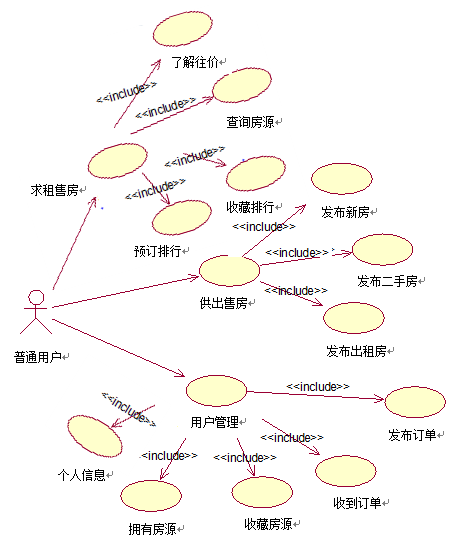 了解往价
<<include>>
<<include>>
查询房源
<<include>>
<<include>>
求租售房
收藏排行
发布新房
预订排行
<<include>>
<<include>>
发布二手房
<<include>>
供出售房
发布出租房
普通用户
<<include>>
<<include>>
用户管理
发布订单
<<include>>
include>>
<<include>>
个人信息
收到订单
拥有房源
收藏房源